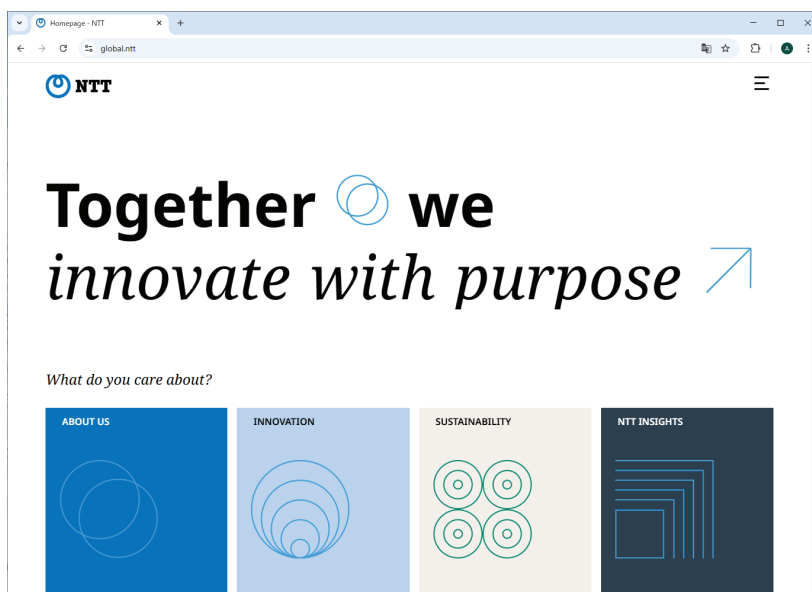 Homepage - NTT
global.ntt
A
NTT
Together we
innovate with purpose
What do you care about?
ABOUT US
INNOVATION
SUSTAINABILITY
NTT INSIGHTS